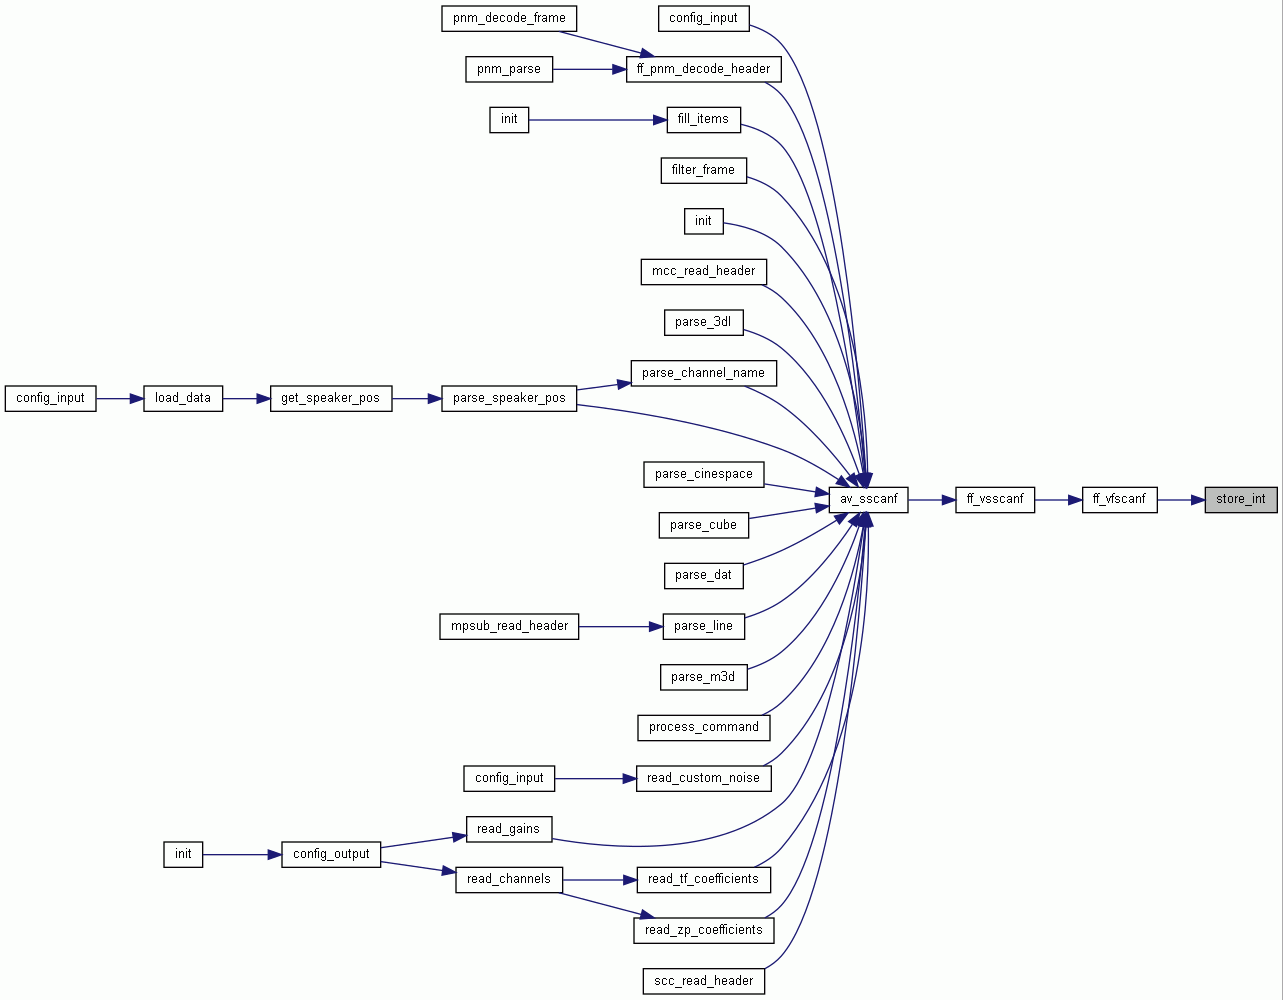 pnm_decode_frame
config_input
pnm_parse
ff_pnm_decode_header
init
fill_items
filter_frame
init
mcc_read_header
parse_3dl
parse_channel_name
config_input
load_data
get_speaker_pos
parse_speaker_pos
parse_cinespace
av_sscanf
ff_vsscanf
ff_vfscanf
store_int
parse_cube
parse_dat
mpsub_read_header
parse_line
parse_m3d
process_command
config_input
read_custom_noise
read_gains
init
config_output
read_channels
read_tf_coefficients
read_zp_coefficients
scc_read_header